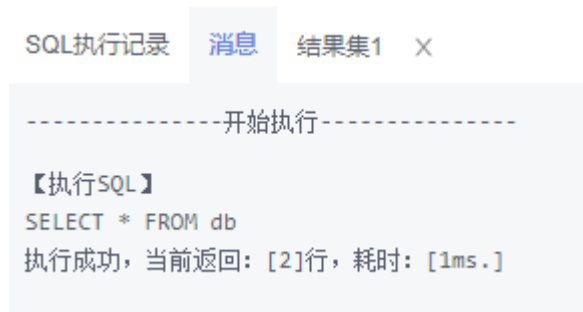 SQL执行记录 消息 结果集1 ×
---------------开始执行---------------
【执行SQL】
SELECT * FROM db
执行成功，当前返回：[2]行，耗时：[1ms.]